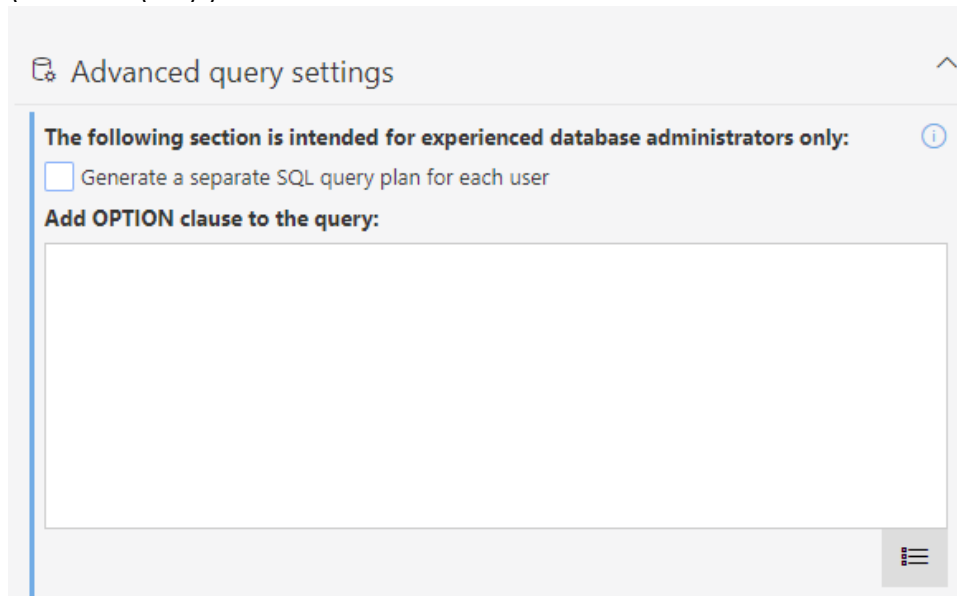 Advanced query settings
The following section is intended for experienced database administrators only:
Generate a separate SQL query plan for each user
Add OPTION clause to the query: